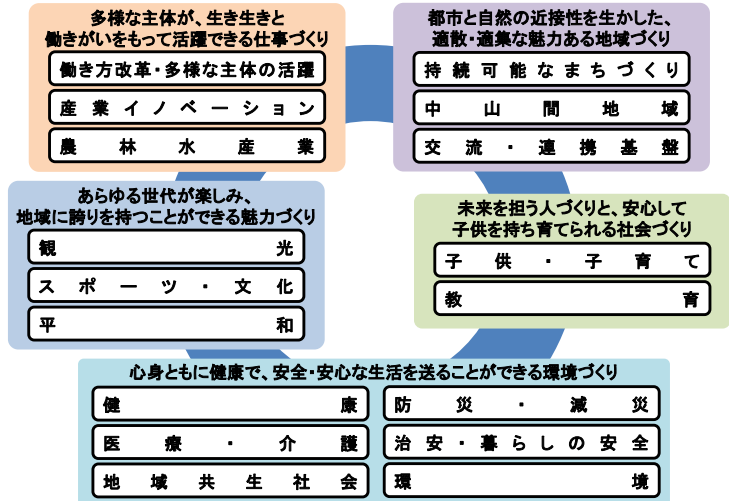 多様な主体が、生き生きと
働きがいをもって活躍できる仕事づくり
働き方改革・多様な主体の活躍
産業イノベーション
農林水産業
都市と自然の近接性を生かした、
適散・適集な魅力ある地域づくり
持続可能なまちづくり
中山間地域
交流・連携基盤
あらゆる世代が楽しみ、
地域に誇りを持つことができる魅力づくり
観光
スポーツ・文化
平和
未来を担う人づくりと、安心して
子供を持ち育てられる社会づくり
子供・子育て
教育
心身ともに健康で、安全・安心な生活を送ることができる環境づくり
健康
医療・介護
地域共生社会
防災・減災
治安・暮らしの安全
環境